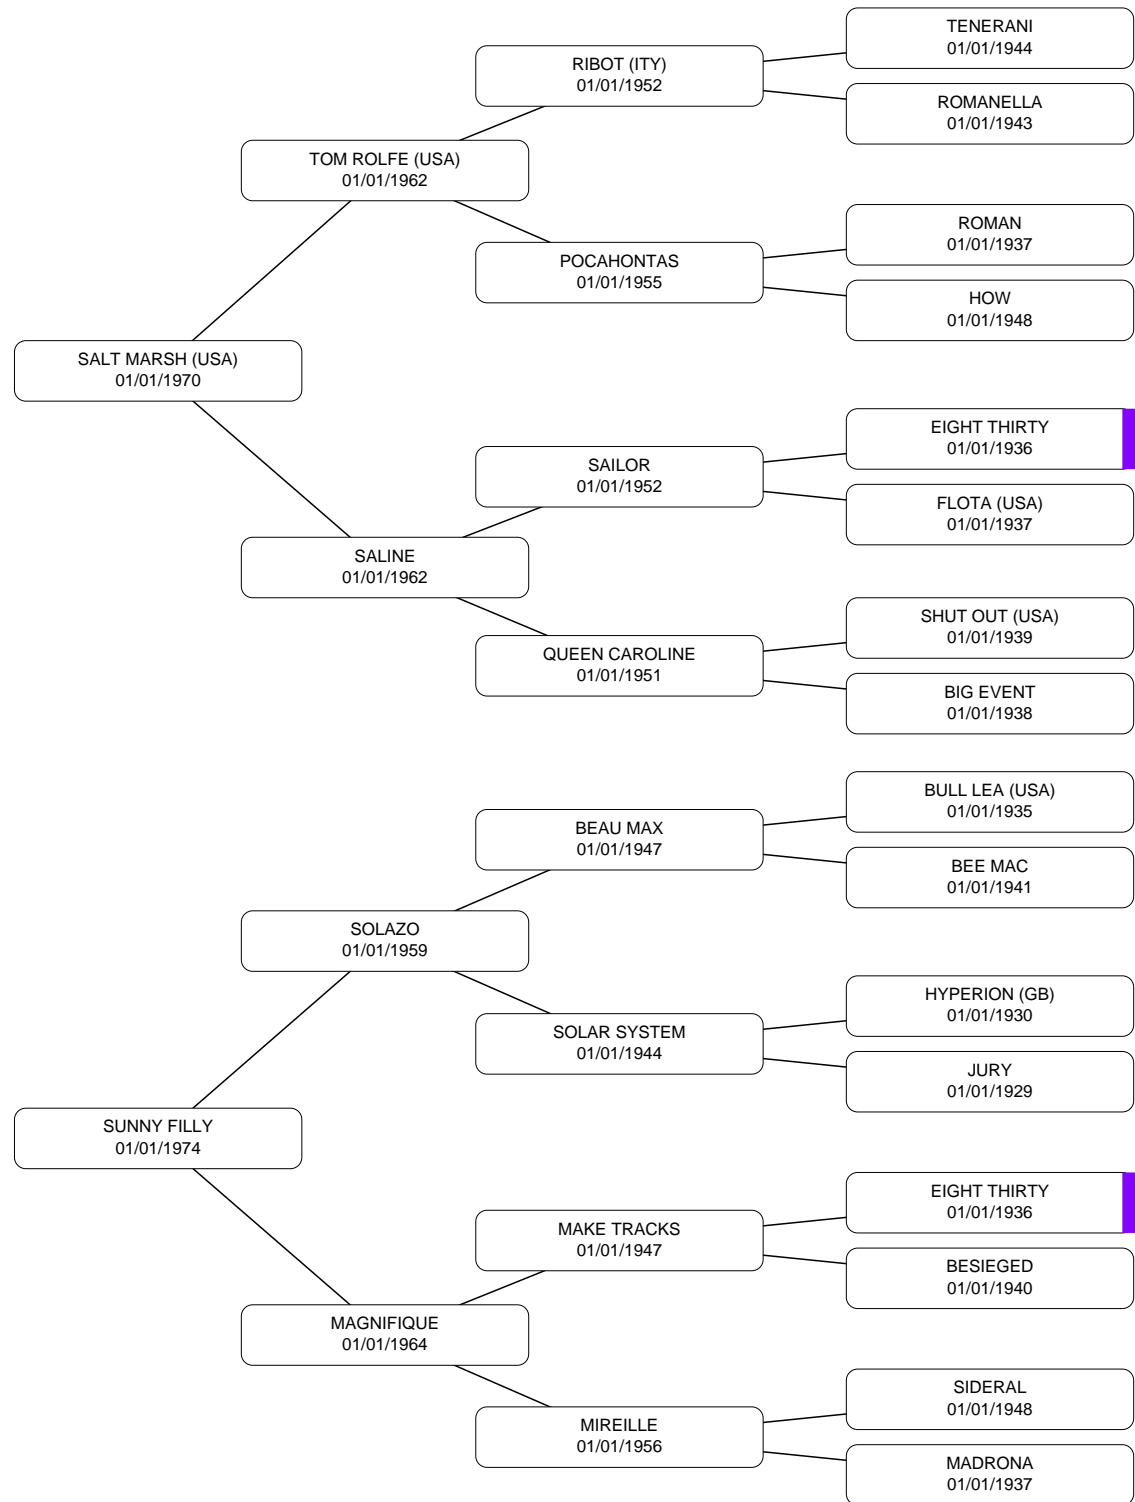 TENERANI
01/01/1944
RIBOT (ITY)
01/01/1952
ROMANELLA
01/01/1943
TOM ROLFE (USA)
01/01/1962
ROMAN
01/01/1937
POCAHONTAS
01/01/1955
HOW
01/01/1948
SALT MARSH (USA)
01/01/1970
EIGHT THIRTY
01/01/1936
SAILOR
01/01/1952
FLOTA (USA)
01/01/1937
SALINE
01/01/1962
SHUT OUT (USA)
01/01/1939
QUEEN CAROLINE
01/01/1951
BIG EVENT
01/01/1938
BULL LEA (USA)
01/01/1935
BEAU MAX
01/01/1947
BEE MAC
01/01/1941
SOLAZO
01/01/1959
HYPERION (GB)
01/01/1930
SOLAR SYSTEM
01/01/1944
JURY
01/01/1929
SUNNY FILLY
01/01/1974
EIGHT THIRTY
01/01/1936
MAKE TRACKS
01/01/1947
BESIEGED
01/01/1940
MAGNIFIQUE
01/01/1964
SIDERAL
01/01/1948
MIREILLE
01/01/1956
MADRONA
01/01/1937